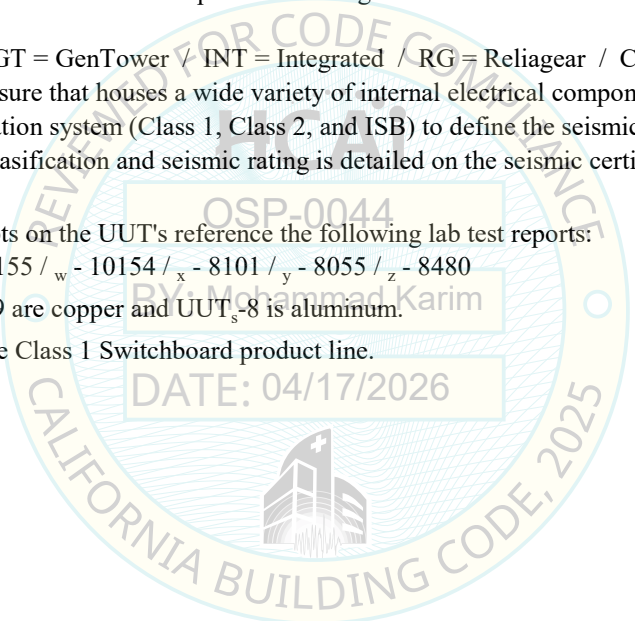 GT = GenTower / INT = Integrated / RG = Reliagear / C
sure that houses a wide variety of internal electrical compon
ation system (Class 1, Class 2, and ISB) to define the seismic
lasification and seismic rating is detailed on the seismic certi
pts on the UUT's reference the following lab test reports:
155 / w - 10154 / x - 8101 / y - 8055 / z - 8480
9 are copper and UUTs-8 is aluminum.
e Class 1 Switchboard product line.
REVIEWED FOR CODE COMPLIANCE
HCAi
OSP-0044
BY: Mohammad Karim
DATE: 04/17/2026
CALIFORNIA BUILDING CODE, 2025